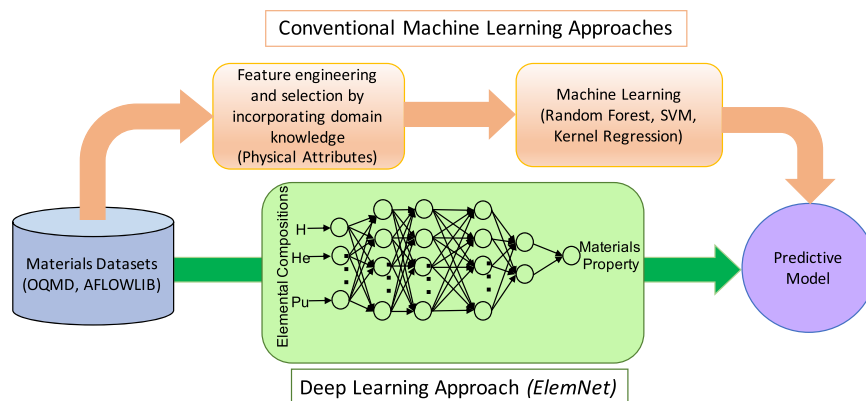 Conventional Machine Learning Approaches
Feature engineering
and selection by
incorporating domain
knowledge
(Physical Attributes)
Machine Learning
(Random Forest, SVM,
Kernel Regression)
Materials Datasets
(OQMD, AFLOWLIB)
Elemental Compositions
H
He
Pu
Materials
Property
Predictive
Model
Deep Learning Approach (ElemNet)